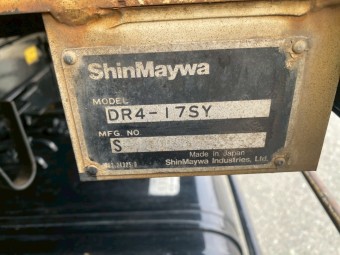 ShinMaywa
MODEL
DR4-17SY
MFG. NO
S
Made in Japan
ShinMaywa Industries, Ltd.